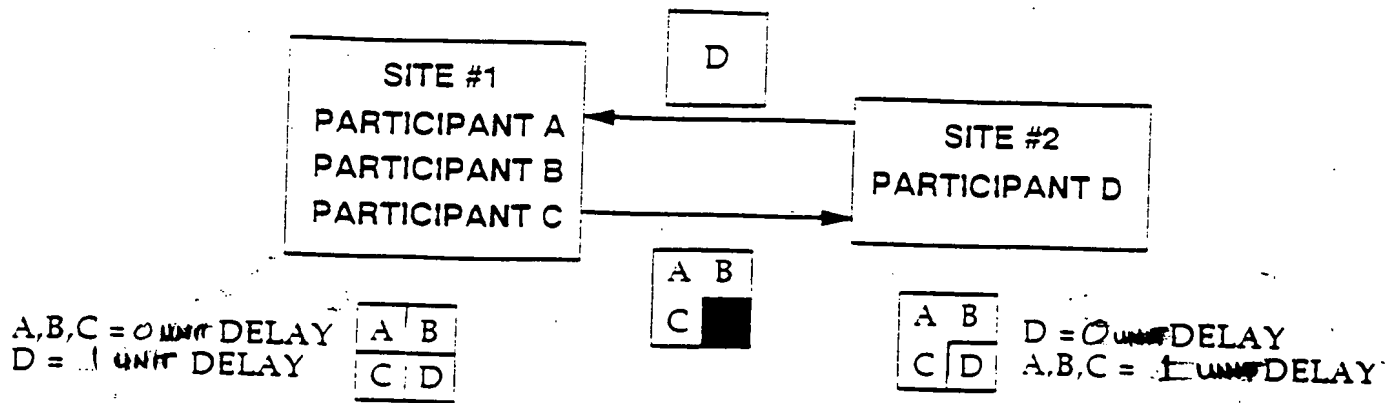 D
SITE #1
PARTICIPANT A
PARTICIPANT B
PARTICIPANT C
SITE #2
PARTICIPANT D
A B
C
A,B,C = 0 UNIT DELAY
D = 1 UNIT DELAY
A B
C D
A B
C D
D = 0 UNIT DELAY
A,B,C = 1 UNIT DELAY